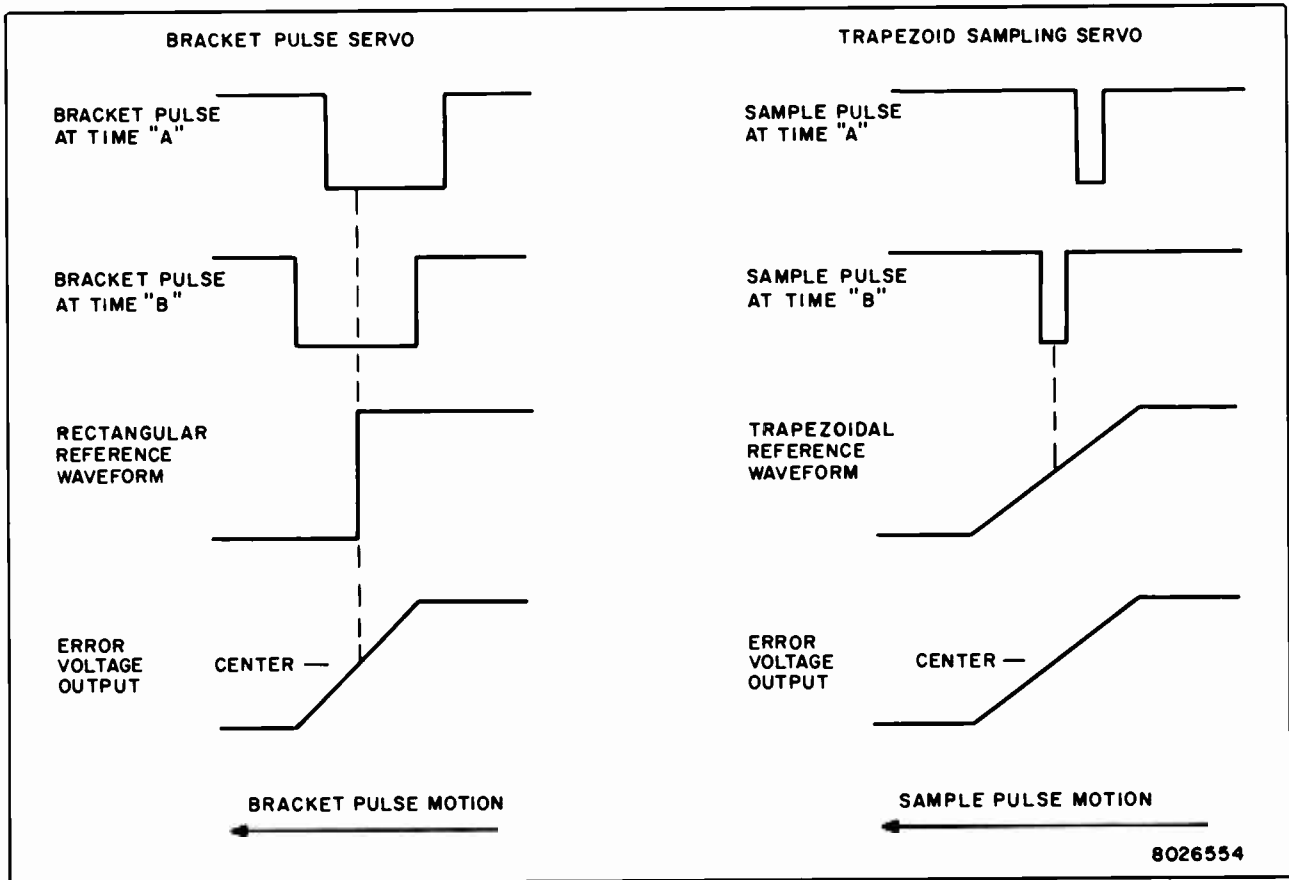 BRACKET PULSE SERVO
BRACKET PULSE
AT TIME "A"
BRACKET PULSE
AT TIME "B"
RECTANGULAR
REFERENCE
WAVEFORM
ERROR
VOLTAGE
OUTPUT
CENTER
BRACKET PULSE MOTION
TRAPEZOID SAMPLING SERVO
SAMPLE PULSE
AT TIME "A"
SAMPLE PULSE
AT TIME "B"
TRAPEZOIDAL
REFERENCE
WAVEFORM
ERROR
VOLTAGE
OUTPUT
CENTER
SAMPLE PULSE MOTION
8026554